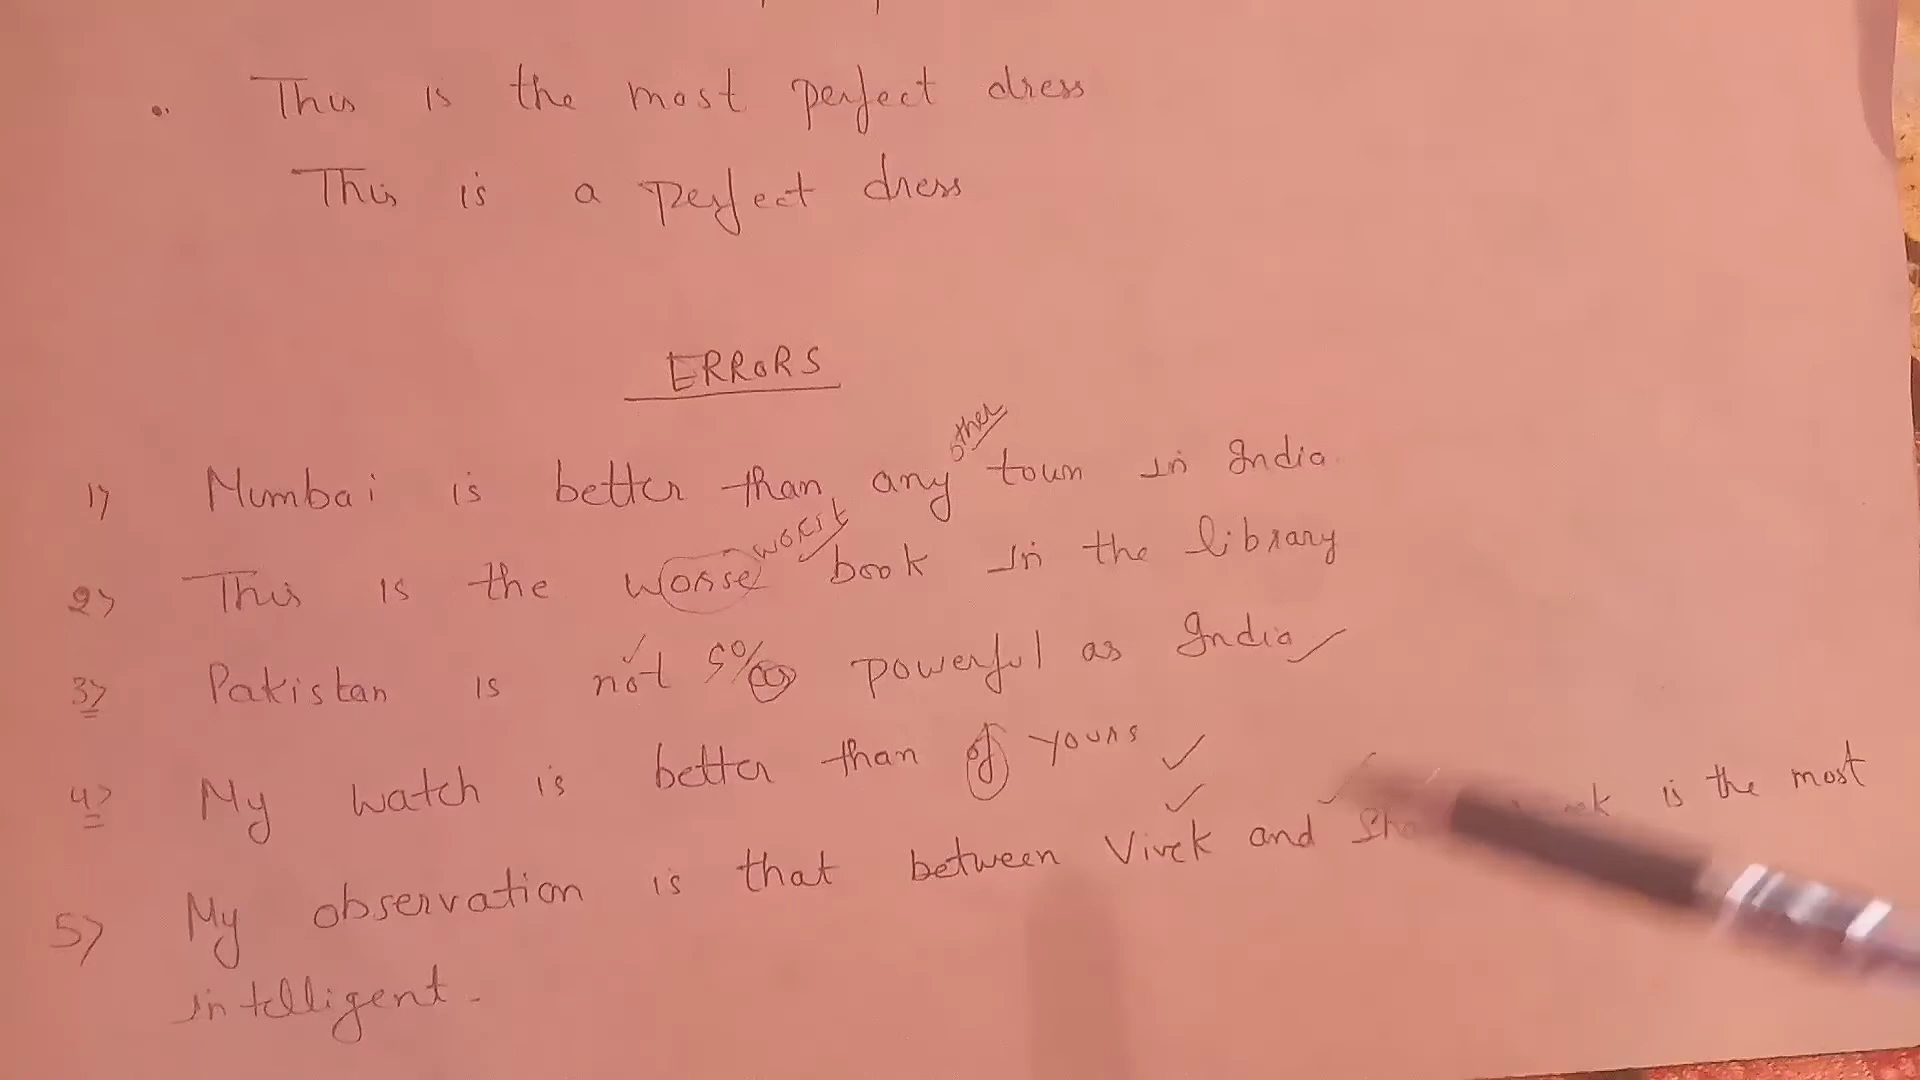 This is the most perfect dress
This is a perfect dress
ERRORS
1) Mumbai is better than any other town in India
2) This is the worse worst book in the library
3) Pakistan is not so/as powerful as India
4) My watch is better than of yours
5) My observation is that between Vivek and is the most
intelligent.